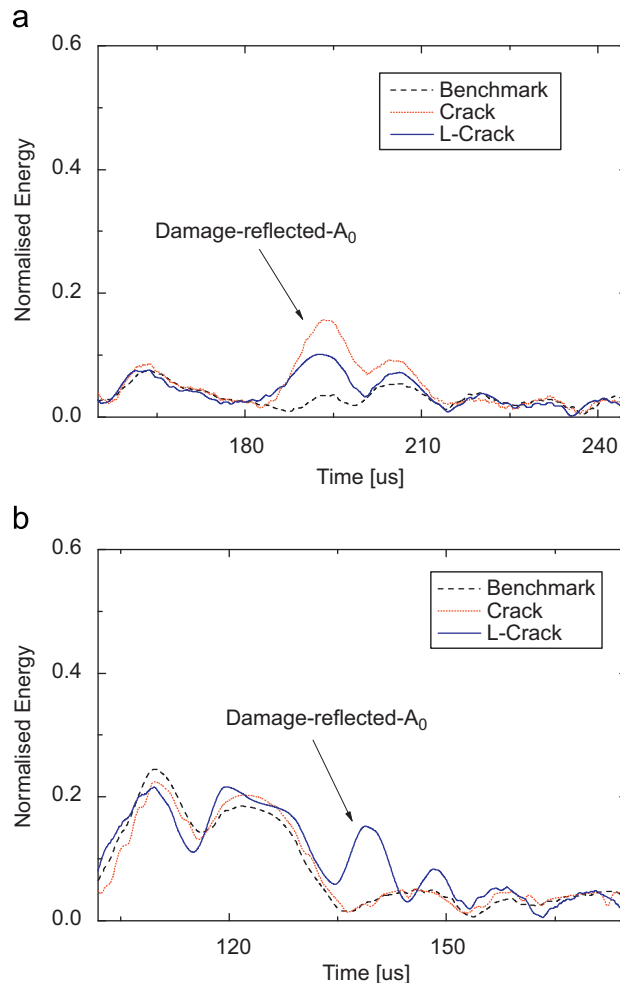 a
0.6
Benchmark
Crack
L-Crack
0.4
Normalised Energy
Damage-reflected-A₀
0.2
0.0
180
210
240
Time [us]
b
0.6
Benchmark
Crack
L-Crack
0.4
Normalised Energy
Damage-reflected-A₀
0.2
0.0
120
150
Time [us]